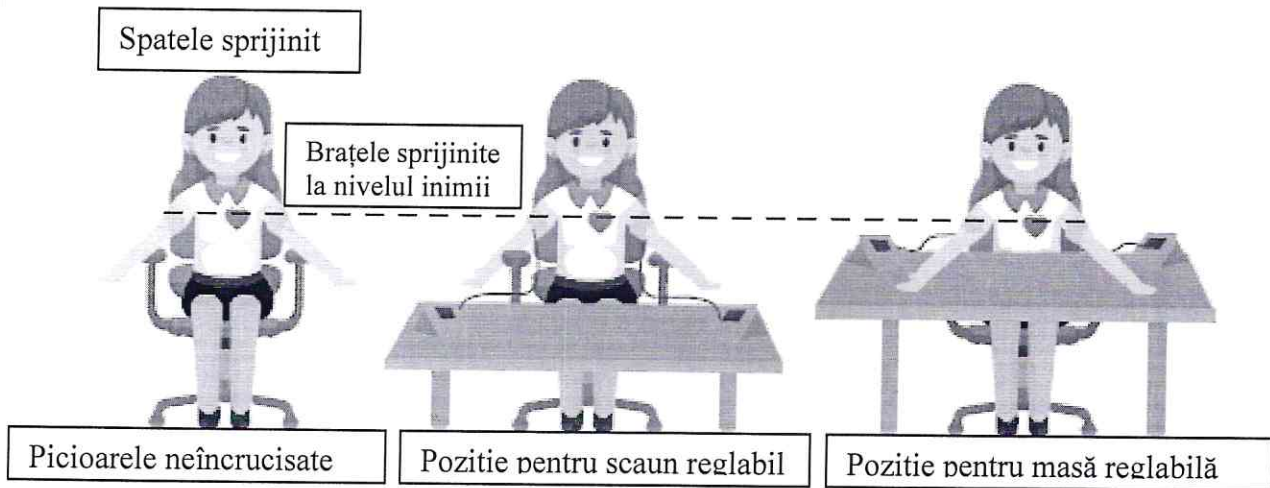 Spatele sprijinit
Brațele sprijinite
la nivelul inimii
Picioarele neîncrucisate
Pozitie pentru scaun reglabil
Pozitie pentru masă reglabilă